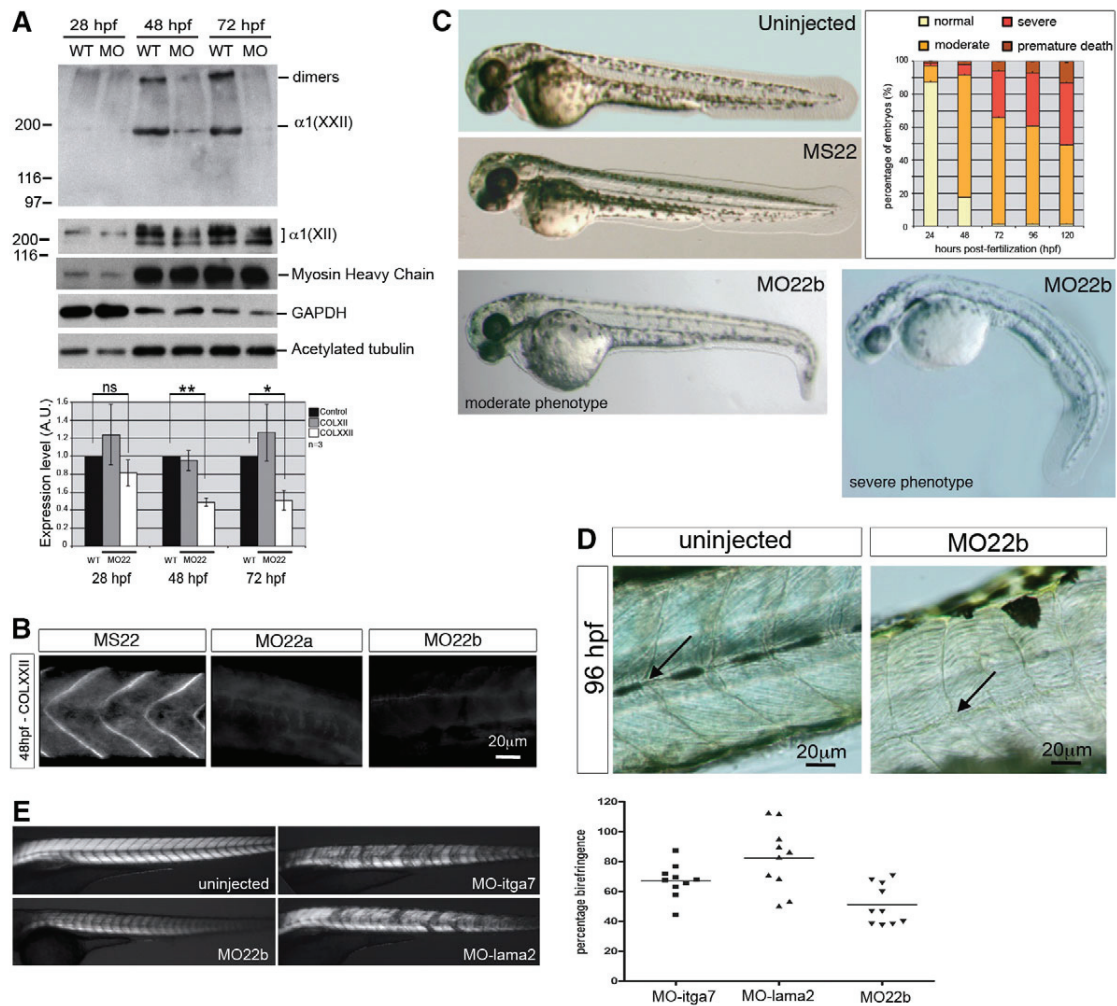 A
28 hpf 48 hpf 72 hpf
WT MO WT MO WT MO
dimers
α1(XXII)
200
116
97
α1(XII)
200
116
Myosin Heavy Chain
GAPDH
Acetylated tubulin
ns ** *
Expression level (A.U.)
1.6
1.4
1.2
1.0
0.8
0.6
0.4
0.2
0
Control
COLXII
COLXXII
n=3
WT MO22 WT MO22 WT MO22
28 hpf 48 hpf 72 hpf
B
MS22 MO22a MO22b
48hpf - COLXXII
20μm
C
Uninjected
MS22
normal severe
moderate premature death
percentage of embryos (%)
100
90
80
70
60
50
40
30
20
10
0
24 48 72 96 120
hours post-fertilization (hpf)
MO22b
moderate phenotype
MO22b
severe phenotype
D
uninjected MO22b
96 hpf
20μm 20μm
E
uninjected MO-itga7
MO22b MO-lama2
percentage birefringence
120
100
80
60
40
20
0
MO-itga7 MO-lama2 MO22b